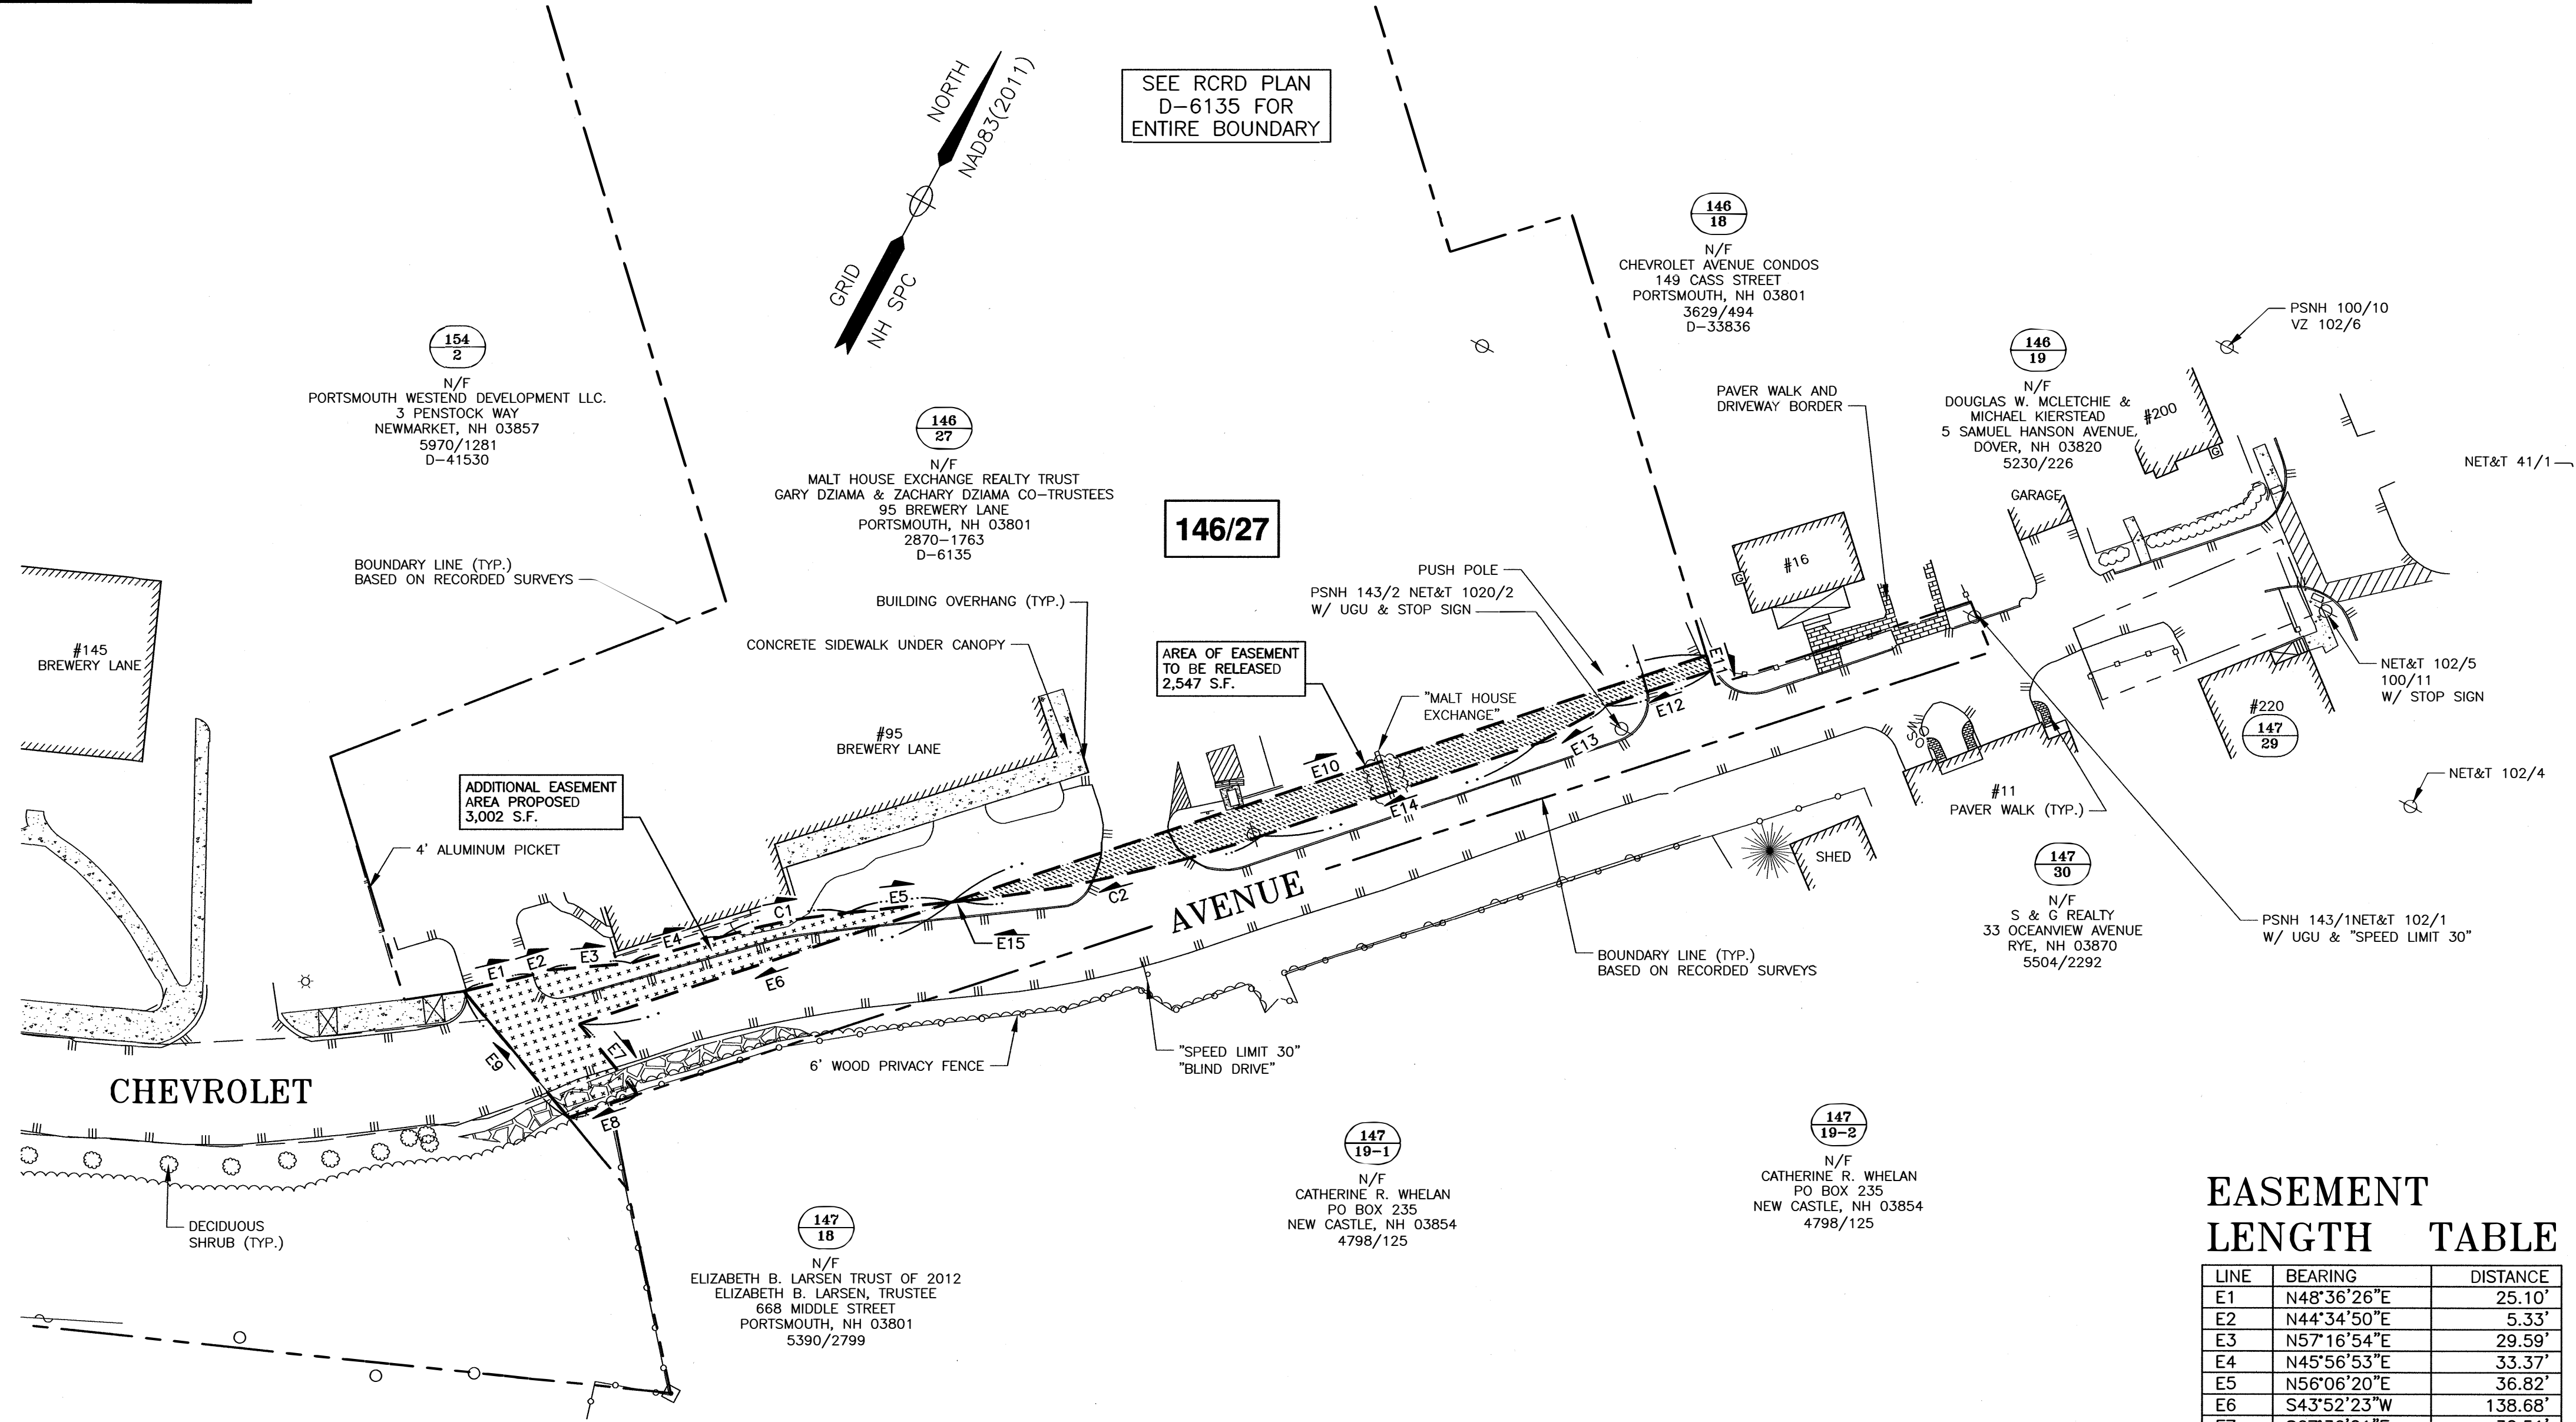 SEE RCRD PLAN
D-6135 FOR
ENTIRE BOUNDARY
NORTH
NAD83(2011)
GRID
NH SPC
146
18
N/F
CHEVROLET AVENUE CONDOS
149 CASS STREET
PORTSMOUTH, NH 03801
3629/494
D-33836
PSNH 100/10
VZ 102/6
154
2
N/F
PORTSMOUTH WESTEND DEVELOPMENT LLC.
3 PENSTOCK WAY
NEWMARKET, NH 03857
5970/1281
D-41530
146
19
N/F
DOUGLAS W. MCLETCHIE &
MICHAEL KIERSTEAD
5 SAMUEL HANSON AVENUE
DOVER, NH 03820
5230/226
#200
G
PAVER WALK AND
DRIVEWAY BORDER
146
27
N/F
MALT HOUSE EXCHANGE REALTY TRUST
GARY DZIAMA & ZACHARY DZIAMA CO-TRUSTEES
95 BREWERY LANE
PORTSMOUTH, NH 03801
2870-1763
D-6135
146/27
NET&T 41/1
GARAGE
BOUNDARY LINE (TYP.)
BASED ON RECORDED SURVEYS
#16
G
PUSH POLE
PSNH 143/2 NET&T 1020/2
W/ UGU & STOP SIGN
BUILDING OVERHANG (TYP.)
CONCRETE SIDEWALK UNDER CANOPY
#145
BREWERY LANE
AREA OF EASEMENT
TO BE RELEASED
2,547 S.F.
E11
NET&T 102/5
100/11
W/ STOP SIGN
"MALT HOUSE
EXCHANGE"
E12
E13
E10
E14
#220
147
29
#95
BREWERY LANE
ADDITIONAL EASEMENT
AREA PROPOSED
3,002 S.F.
NET&T 102/4
#11
PAVER WALK (TYP.)
4' ALUMINUM PICKET
SHED
147
30
N/F
S & G REALTY
33 OCEANVIEW AVENUE
RYE, NH 03870
5504/2292
PSNH 143/1NET&T 102/1
W/ UGU & "SPEED LIMIT 30"
AVENUE
C2
E5
C1
E4
E3
E2
E1
E15
E6
E7
E9
E8
BOUNDARY LINE (TYP.)
BASED ON RECORDED SURVEYS
"SPEED LIMIT 30"
"BLIND DRIVE"
6' WOOD PRIVACY FENCE
CHEVROLET
147
19-1
N/F
CATHERINE R. WHELAN
PO BOX 235
NEW CASTLE, NH 03854
4798/125
147
19-2
N/F
CATHERINE R. WHELAN
PO BOX 235
NEW CASTLE, NH 03854
4798/125
DECIDUOUS
SHRUB (TYP.)
147
18
N/F
ELIZABETH B. LARSEN TRUST OF 2012
ELIZABETH B. LARSEN, TRUSTEE
668 MIDDLE STREET
PORTSMOUTH, NH 03801
5390/2799
EASEMENT
LENGTH TABLE
LINE BEARING DISTANCE
E1 N48°36'26"E 25.10'
E2 N44°34'50"E 5.33'
E3 N57°16'54"E 29.59'
E4 N45°56'53"E 33.37'
E5 N56°06'20"E 36.82'
E6 S43°52'23"W 138.68'